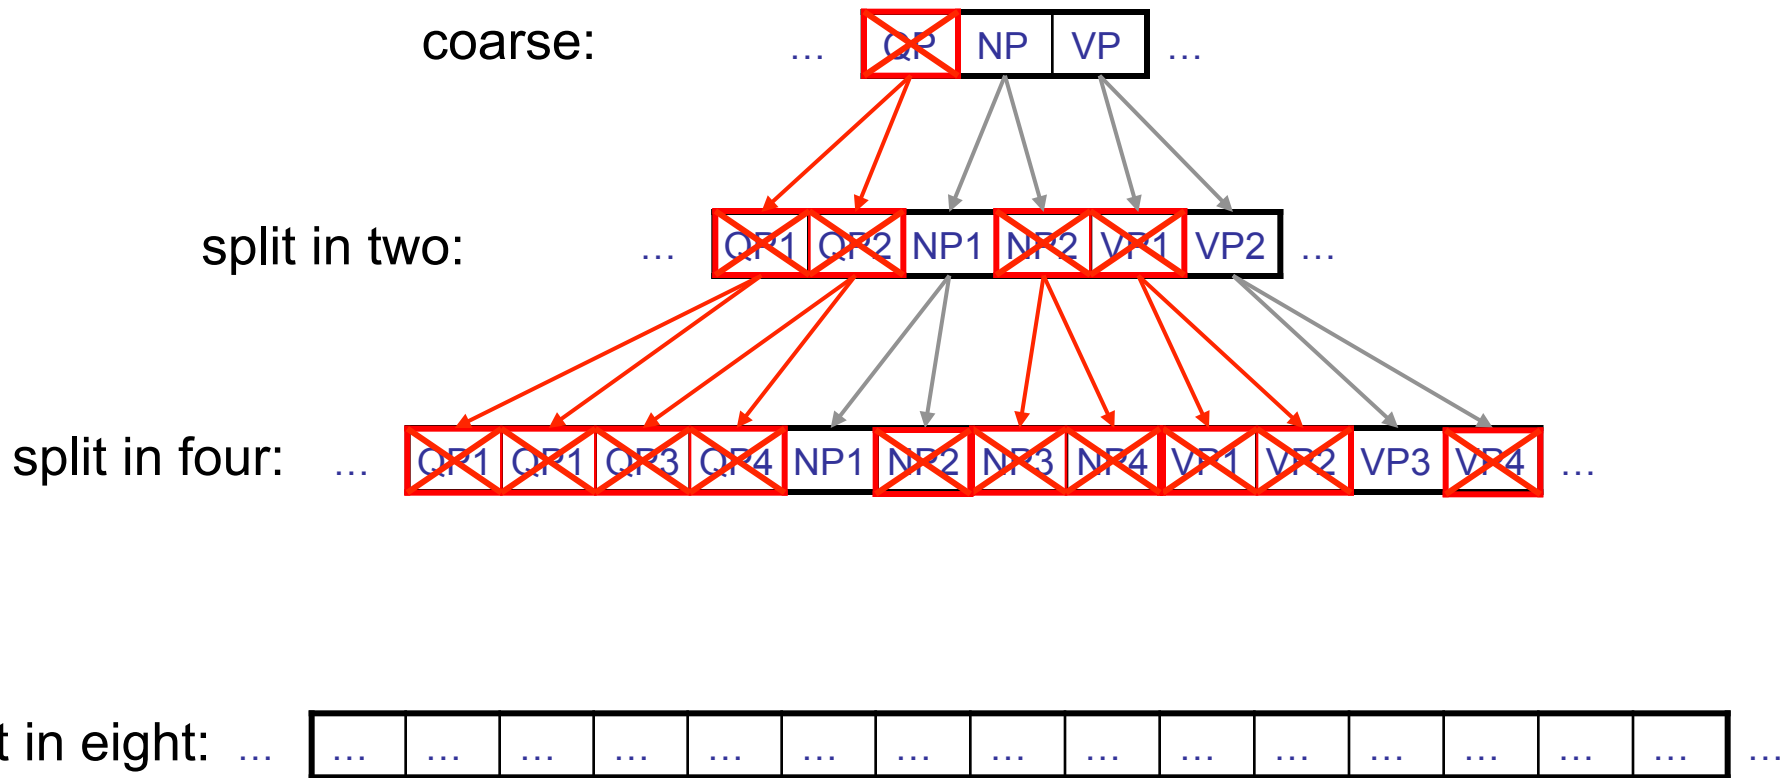 coarse: … QP NP VP …
split in two: … QP1 QP2 NP1 NP2 VP1 VP2 …
split in four: … QP1 QP1 QP3 QP4 NP1 NP2 NP3 NP4 VP1 VP2 VP3 VP4 …
t in eight: … … … … … … … … … … … … … … … … …